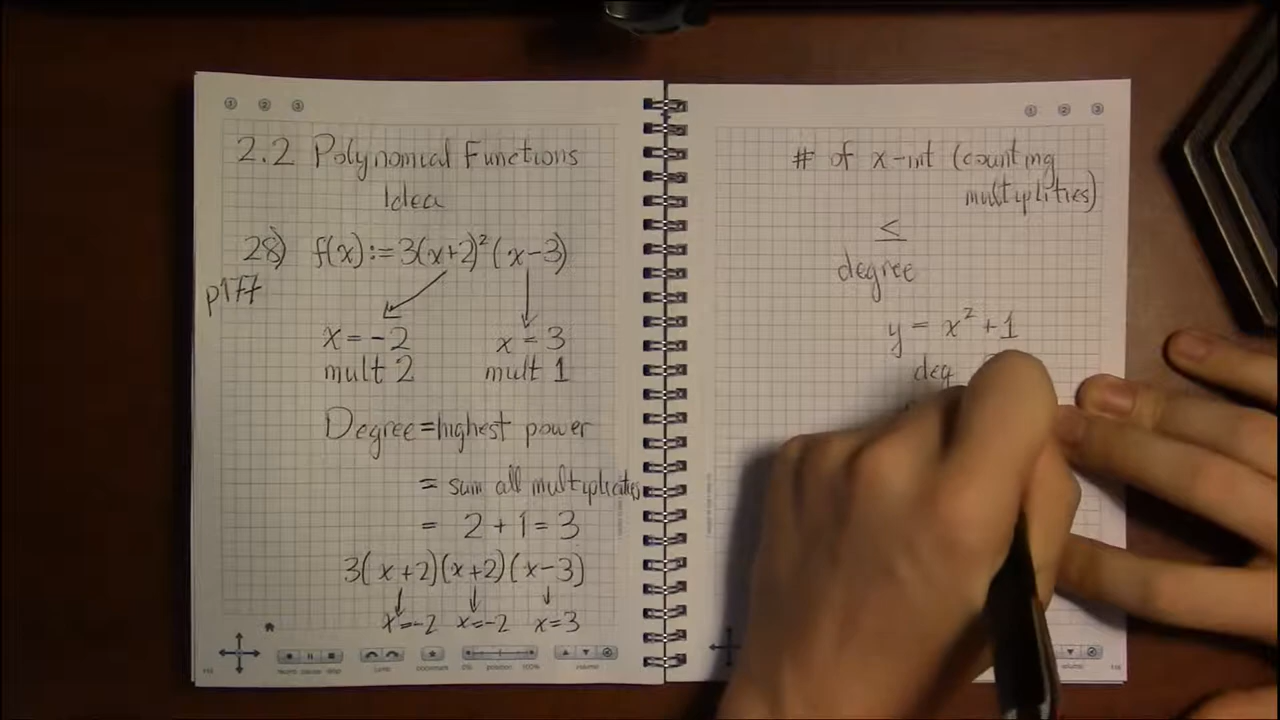 2.2 Polynomial Functions
Idea
28) f(x) := 3(x+2)²(x-3)
p177
x = -2 x = 3
mult 2 mult 1
Degree = highest power
= sum all multiplicities
= 2 + 1 = 3
3(x+2)(x+2)(x-3)
x=-2 x=-2 x=3
# of x-int (counting
multiplities)
≤
degree
y = x² + 1
deg